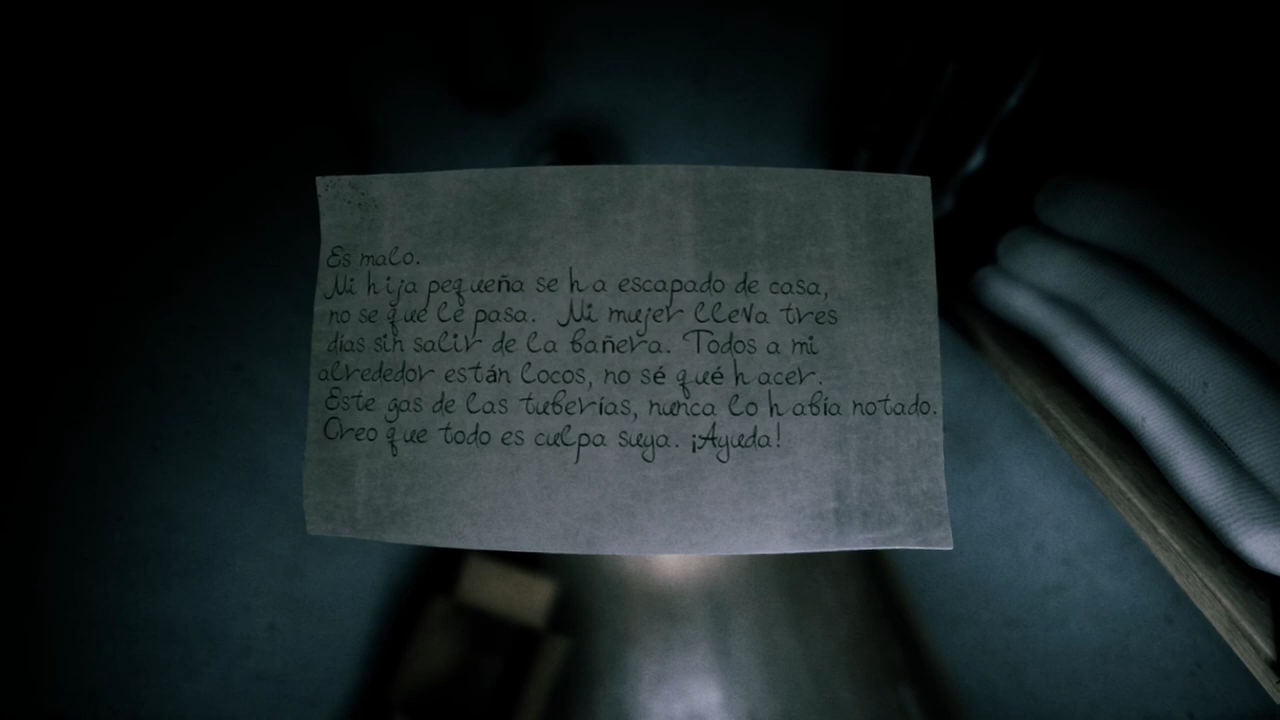 Es malo.
Mi hija pequeña se ha escapado de casa,
no se que le pasa. Mi mujer lleva tres
días sin salir de la bañera. Todos a mi
alrededor están locos, no sé qué hacer.
Este gas de las tuberías, nunca lo había notado.
Creo que todo es culpa suya. ¡Ayuda!